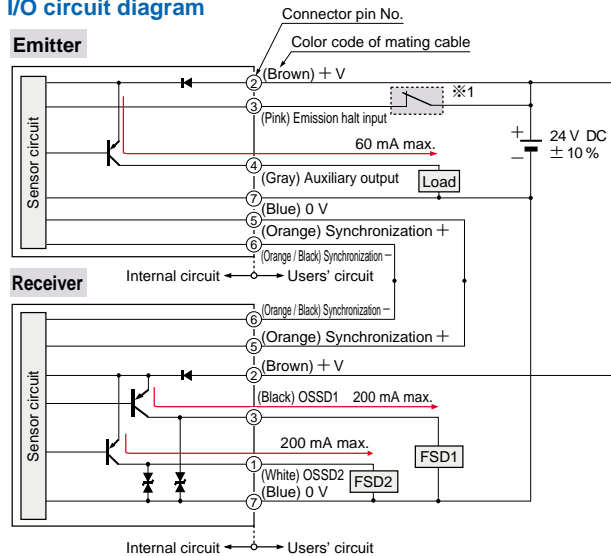 I/O circuit diagram
Connector pin No.
Color code of mating cable
Emitter
Sensor circuit
② (Brown) + V
③
(Pink) Emission halt input
※1
60 mA max.
④
(Gray) Auxiliary output
Load
+
−
24 V DC
± 10 %
⑦
(Blue) 0 V
⑤
(Orange) Synchronization +
⑥
(Orange / Black) Synchronization −
Internal circuit
Users' circuit
Receiver
Sensor circuit
(Orange / Black) Synchronization −
⑥
⑤ (Orange) Synchronization +
(Brown) + V
②
(Black) OSSD1 200 mA max.
③
FSD1
200 mA max.
①
(White) OSSD2
FSD2
(Blue) 0 V
⑦
Internal circuit
Users' circuit